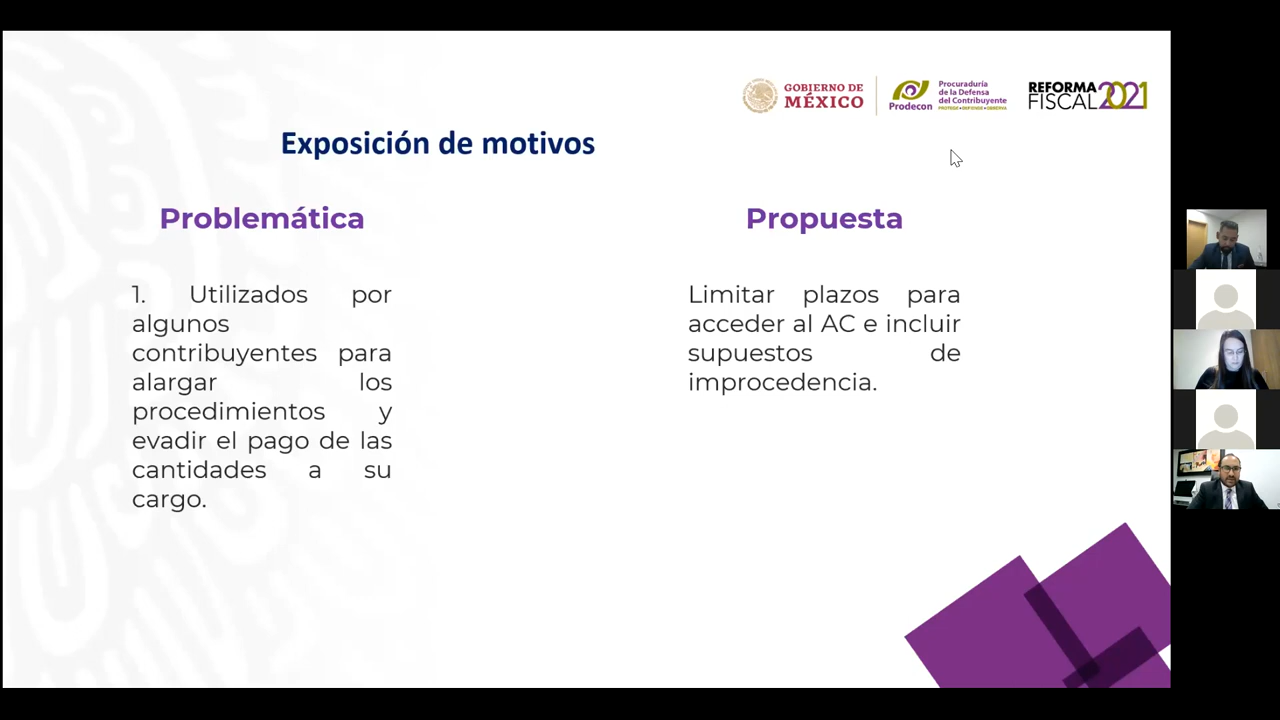 GOBIERNO DE
MÉXICO
Prodecon
Procuraduría
de la Defensa
del Contribuyente
PROTEGE • DEFIENDE • OBSERVA
REFORMA
FISCAL 2021
Exposición de motivos
Problemática
1. Utilizados por
algunos
contribuyentes para
alargar los
procedimientos y
evadir el pago de las
cantidades a su
cargo.
Propuesta
Limitar plazos para
acceder al AC e incluir
supuestos de
improcedencia.